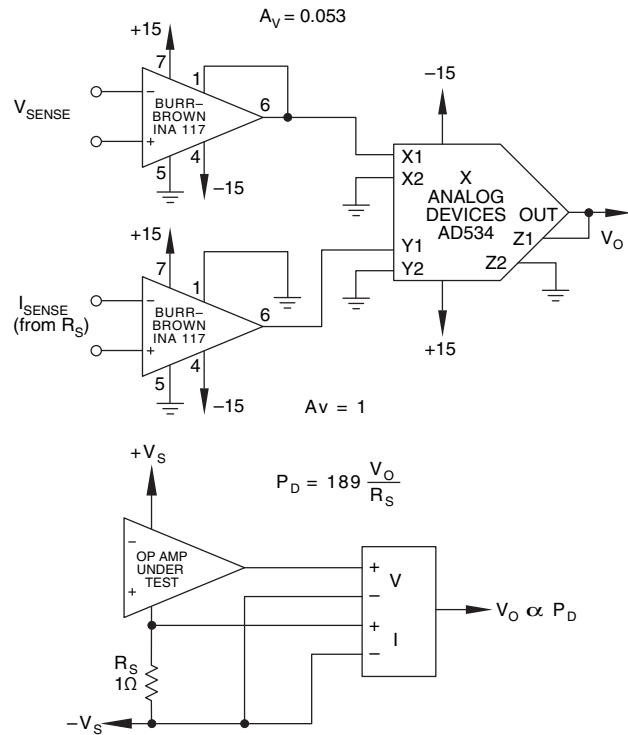 A_V = 0.053
+15
7
1
V_SENSE
−
+
BURR–
BROWN
INA 117
6
4
5
−15
−15
X1
X2
Y1
Y2
X
ANALOG
DEVICES
AD534
OUT
Z1
Z2
V_O
+15
+15
7
1
I_SENSE
(from R_S)
−
+
BURR–
BROWN
INA 117
6
4
5
−15
Av = 1
+V_S
P_D = 189 V_O / R_S
−
+
OP AMP
UNDER
TEST
+
−
V
+
−
I
V_O α P_D
R_S
1Ω
−V_S